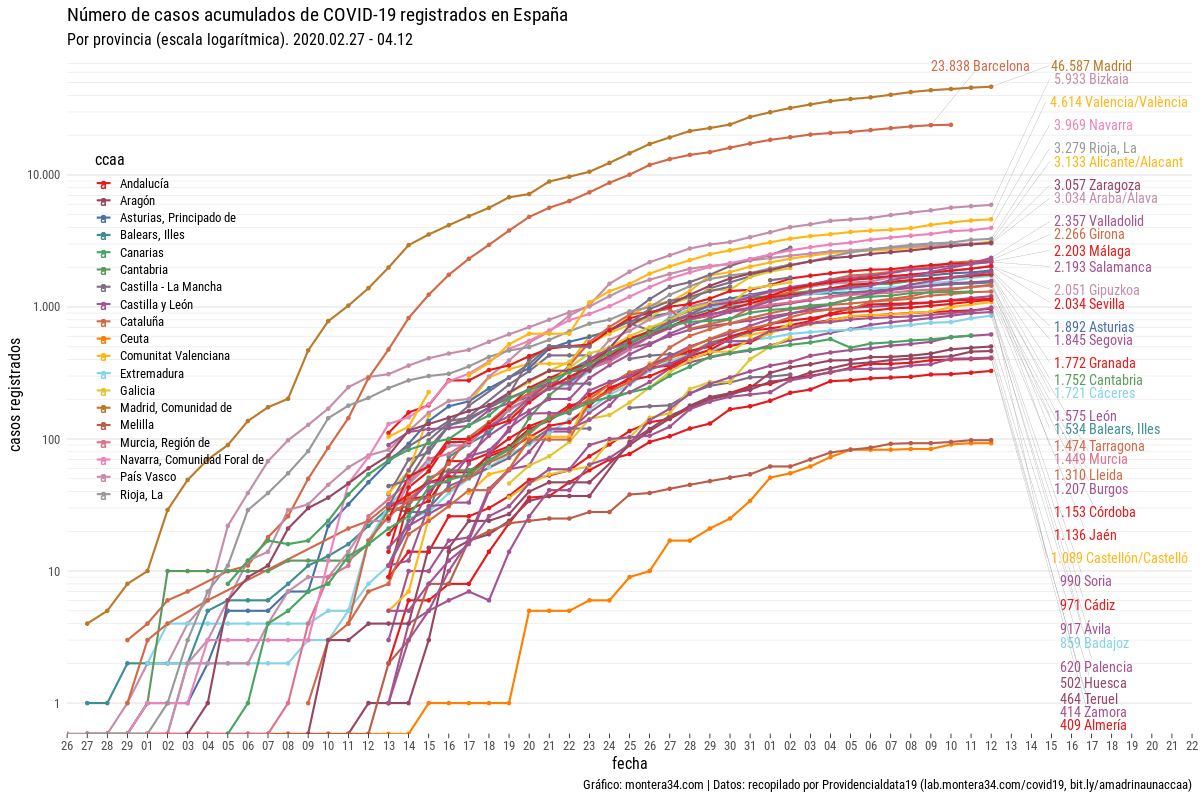 Número de casos acumulados de COVID-19 registrados en España
Por provincia (escala logarítmica). 2020.02.27 - 04.12
casos registrados
10.000
1.000
100
10
1
ccaa
Andalucía
Aragón
Asturias, Principado de
Balears, Illes
Canarias
Cantabria
Castilla - La Mancha
Castilla y León
Cataluña
Ceuta
Comunitat Valenciana
Extremadura
Galicia
Madrid, Comunidad de
Melilla
Murcia, Región de
Navarra, Comunidad Foral de
País Vasco
Rioja, La
23.838 Barcelona
46.587 Madrid
5.933 Bizkaia
4.614 Valencia/València
3.969 Navarra
3.279 Rioja, La
3.133 Alicante/Alacant
3.057 Zaragoza
3.034 Araba/Álava
2.357 Valladolid
2.266 Girona
2.203 Málaga
2.193 Salamanca
2.051 Gipuzkoa
2.034 Sevilla
1.892 Asturias
1.845 Segovia
1.772 Granada
1.752 Cantabria
1.721 Cáceres
1.575 León
1.534 Balears, Illes
1.474 Tarragona
1.449 Murcia
1.310 Lleida
1.207 Burgos
1.153 Córdoba
1.136 Jaén
1.089 Castellón/Castelló
990 Soria
971 Cádiz
917 Ávila
859 Badajoz
620 Palencia
502 Huesca
464 Teruel
414 Zamora
409 Almería
26 27 28 29 01 02 03 04 05 06 07 08 09 10 11 12 13 14 15 16 17 18 19 20 21 22 23 24 25 26 27 28 29 30 31 01 02 03 04 05 06 07 08 09 10 11 12 13 14 15 16 17 18 19 20 21 22
fecha
Gráfico: montera34.com | Datos: recopilado por Providencialdata19 (lab.montera34.com/covid19, bit.ly/amadrinaunaccaa)